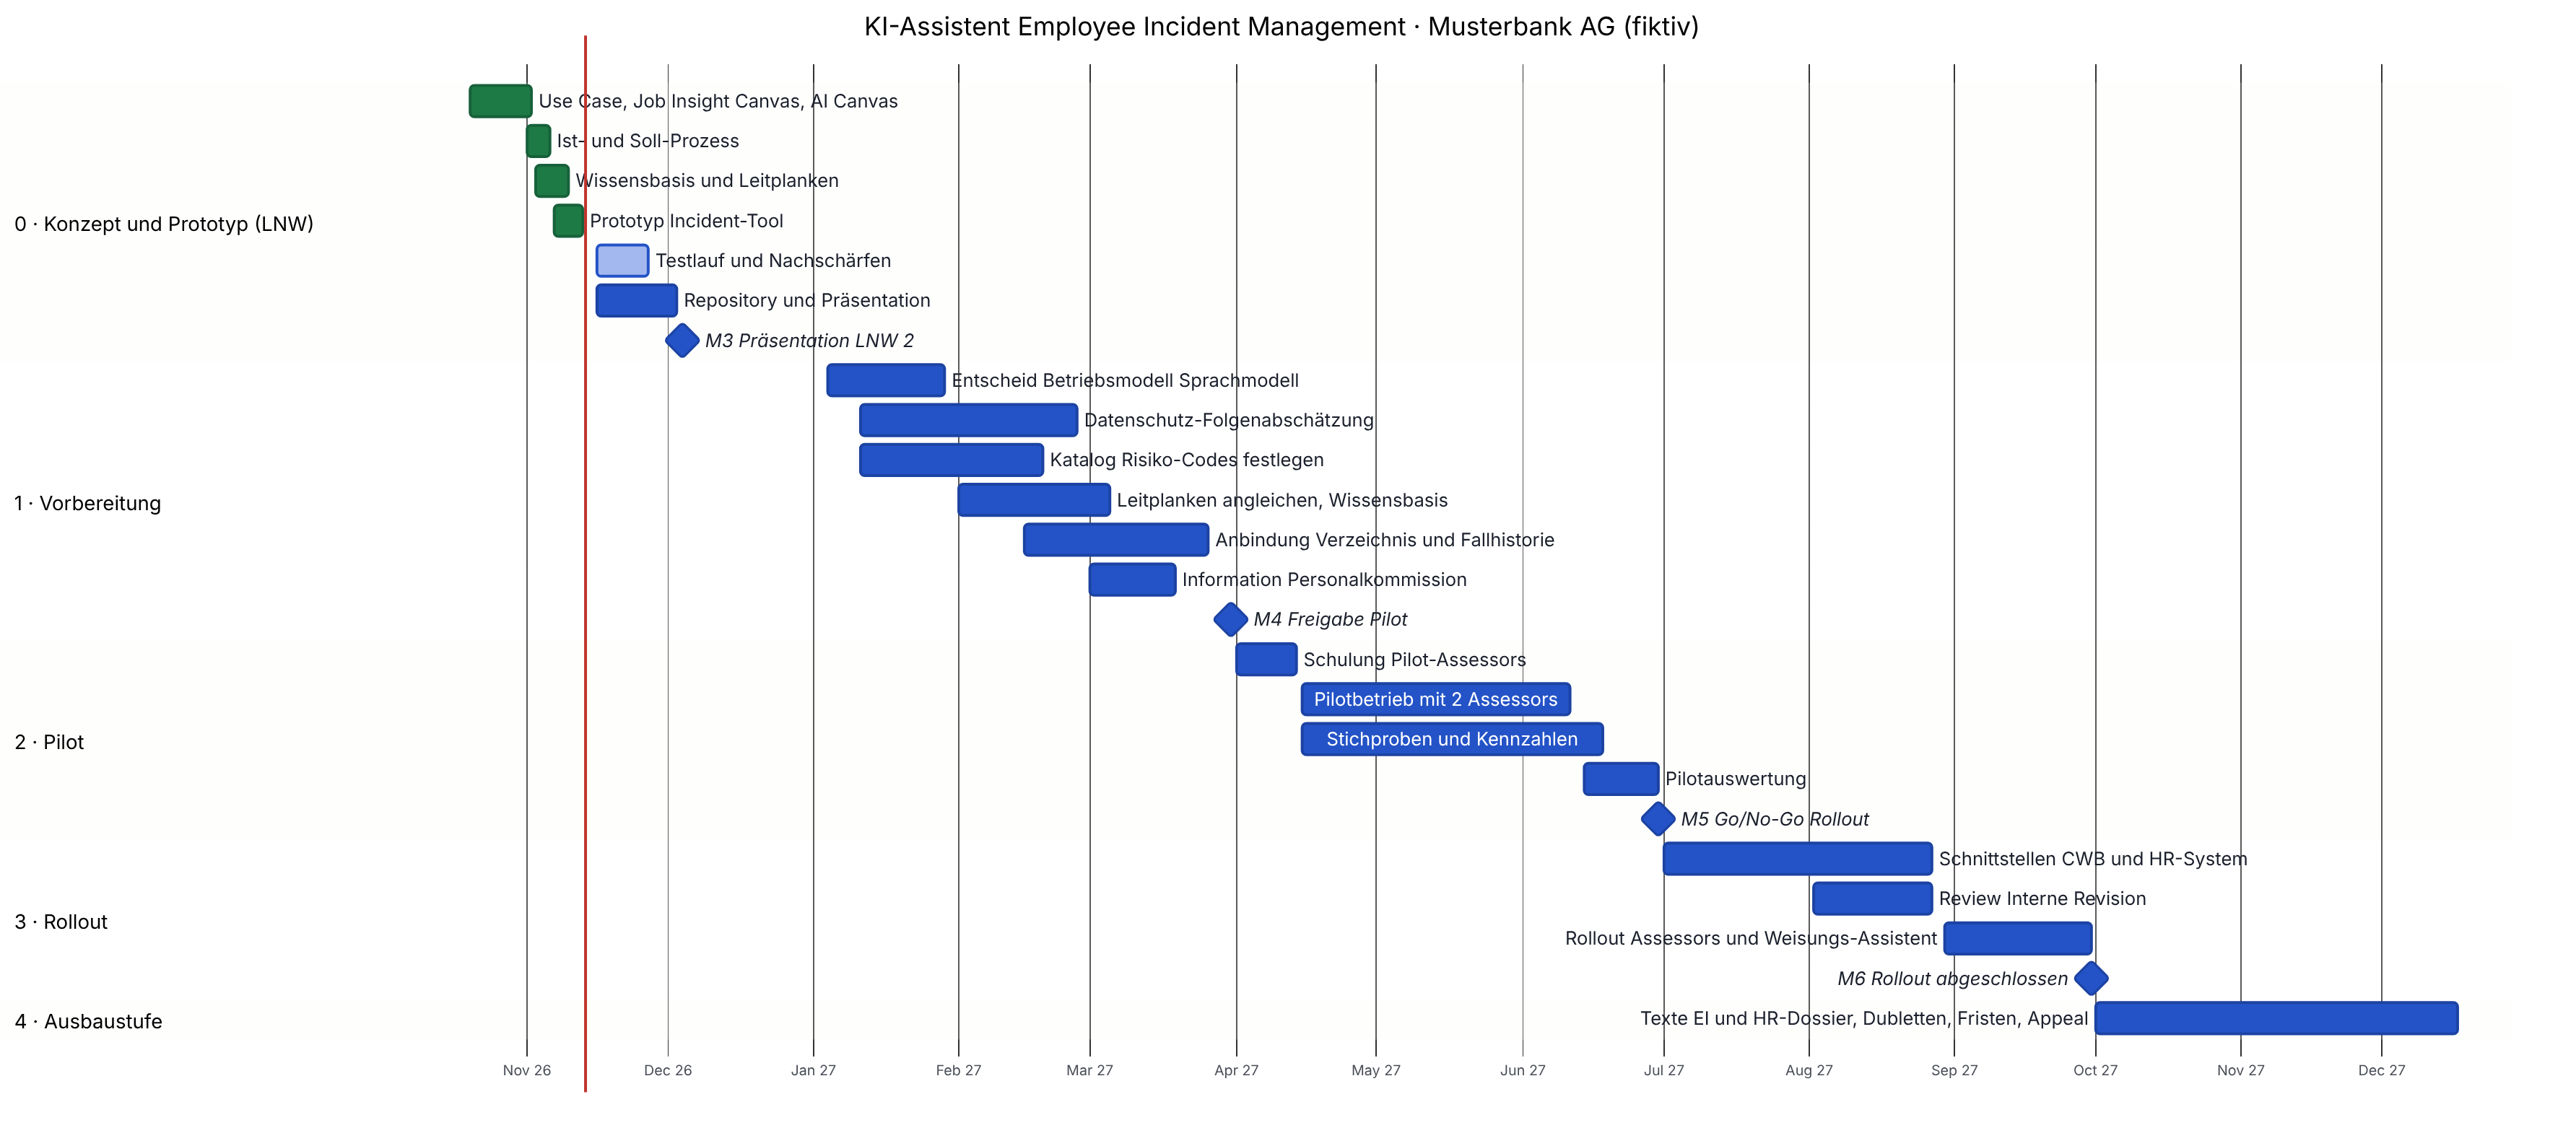 KI-Assistent Employee Incident Management · Musterbank AG (fiktiv)
0 · Konzept und Prototyp (LNW)
Use Case, Job Insight Canvas, AI Canvas
Ist- und Soll-Prozess
Wissensbasis und Leitplanken
Prototyp Incident-Tool
Testlauf und Nachschärfen
Repository und Präsentation
M3 Präsentation LNW 2
1 · Vorbereitung
Entscheid Betriebsmodell Sprachmodell
Datenschutz-Folgenabschätzung
Katalog Risiko-Codes festlegen
Leitplanken angleichen, Wissensbasis
Anbindung Verzeichnis und Fallhistorie
Information Personalkommission
M4 Freigabe Pilot
2 · Pilot
Schulung Pilot-Assessors
Pilotbetrieb mit 2 Assessors
Stichproben und Kennzahlen
Pilotauswertung
M5 Go/No-Go Rollout
3 · Rollout
Schnittstellen CWB und HR-System
Review Interne Revision
Rollout Assessors und Weisungs-Assistent
M6 Rollout abgeschlossen
4 · Ausbaustufe
Texte EI und HR-Dossier, Dubletten, Fristen, Appeal
Nov 26 Dec 26 Jan 27 Feb 27 Mar 27 Apr 27 May 27 Jun 27 Jul 27 Aug 27 Sep 27 Oct 27 Nov 27 Dec 27